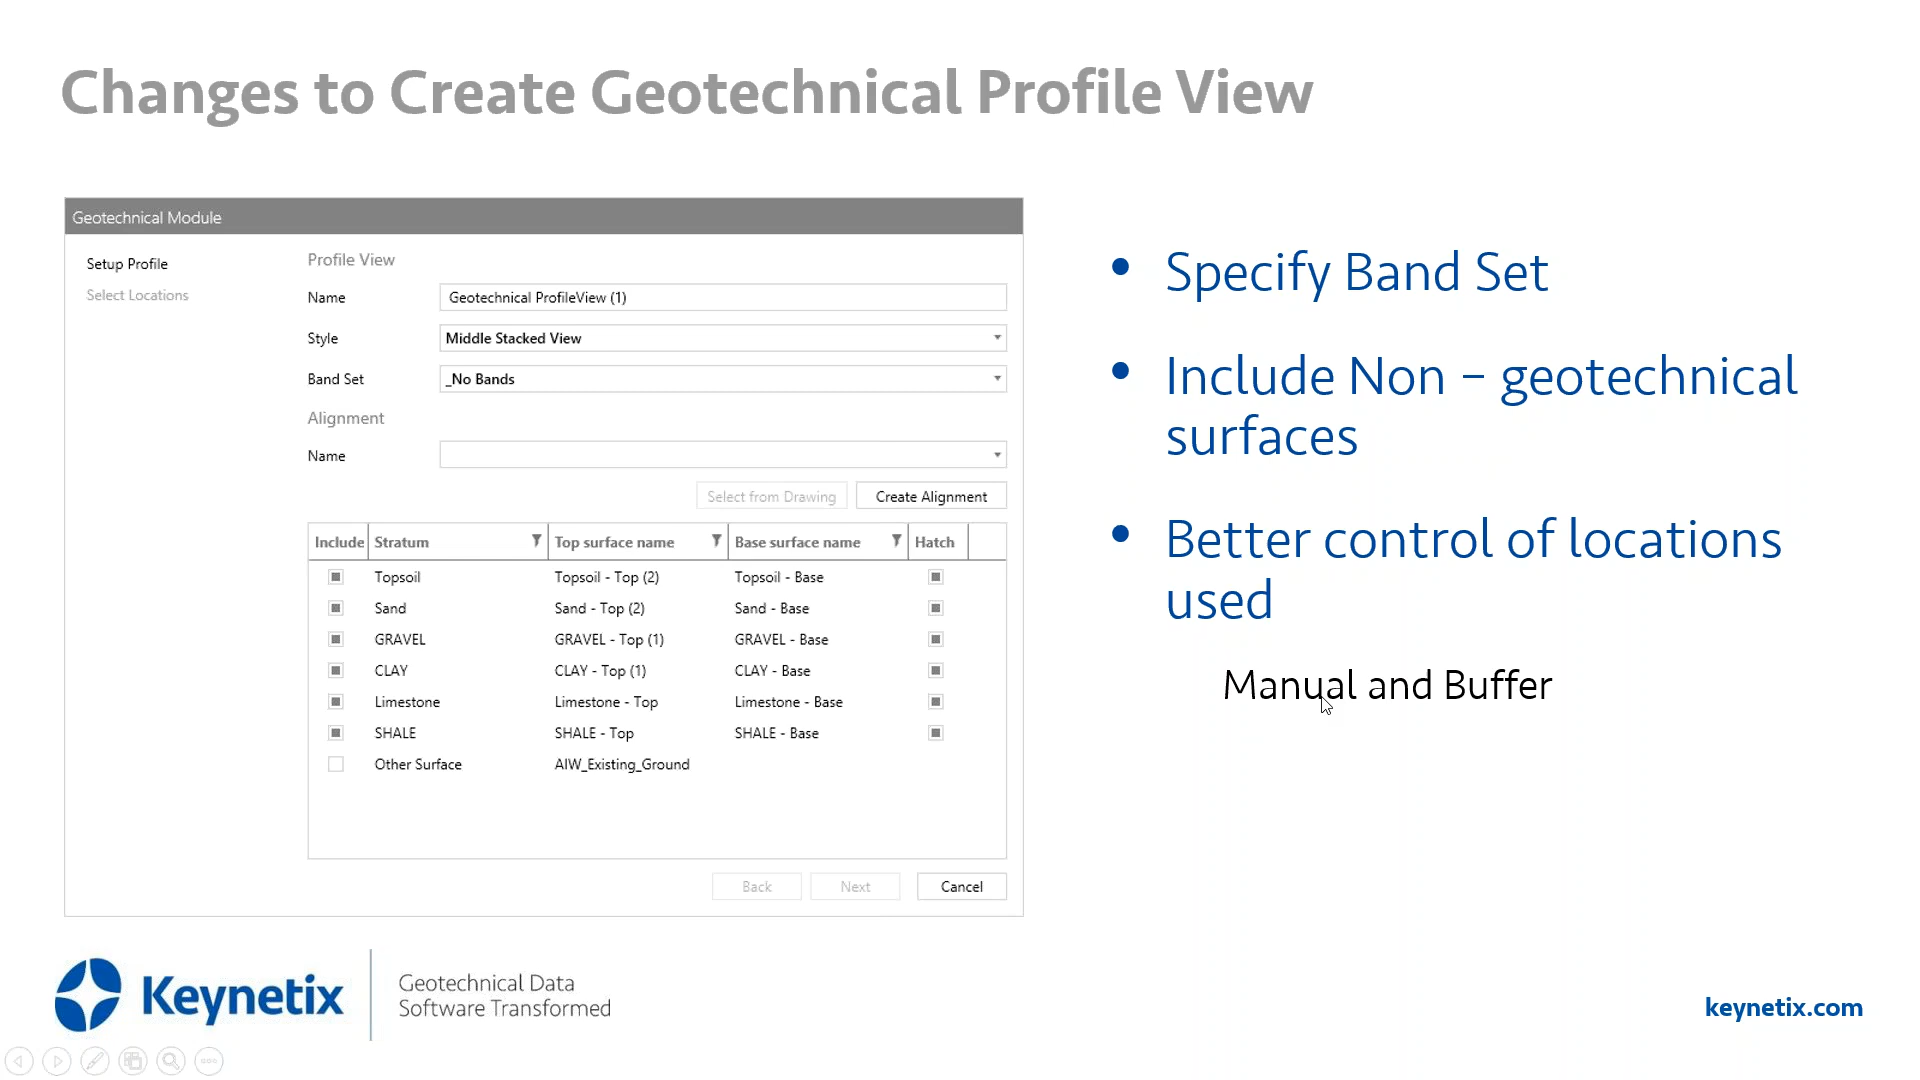 Changes to Create Geotechnical Profile View
Geotechnical Module
Setup Profile
Select Locations
Profile View
Name Geotechnical ProfileView (1)
Style Middle Stacked View
Band Set _No Bands
Alignment
Name
Select from Drawing Create Alignment
Include Stratum Top surface name Base surface name Hatch
Topsoil Topsoil - Top (2) Topsoil - Base
Sand Sand - Top (2) Sand - Base
GRAVEL GRAVEL - Top (1) GRAVEL - Base
CLAY CLAY - Top (1) CLAY - Base
Limestone Limestone - Top Limestone - Base
SHALE SHALE - Top SHALE - Base
Other Surface AIW_Existing_Ground
Back Next Cancel
• Specify Band Set
• Include Non – geotechnical
surfaces
• Better control of locations
used
Manual and Buffer
Keynetix
Geotechnical Data
Software Transformed
keynetix.com